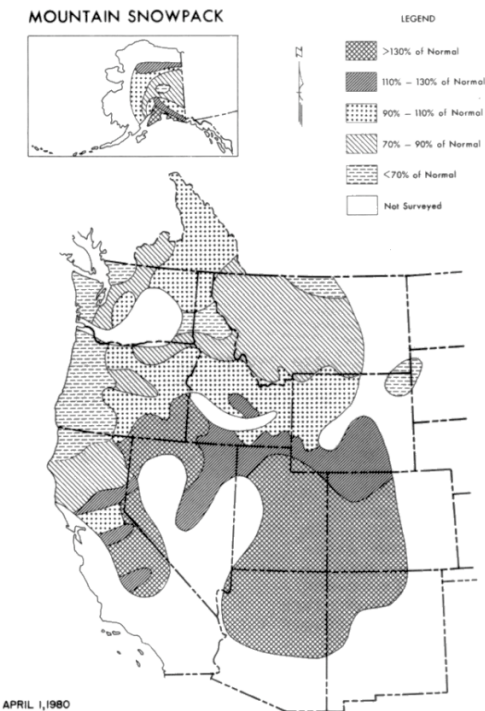 MOUNTAIN SNOWPACK
LEGEND
>130% of Normal
110% - 130% of Normal
90% - 110% of Normal
70% - 90% of Normal
<70% of Normal
Not Surveyed
N
APRIL 1,1980